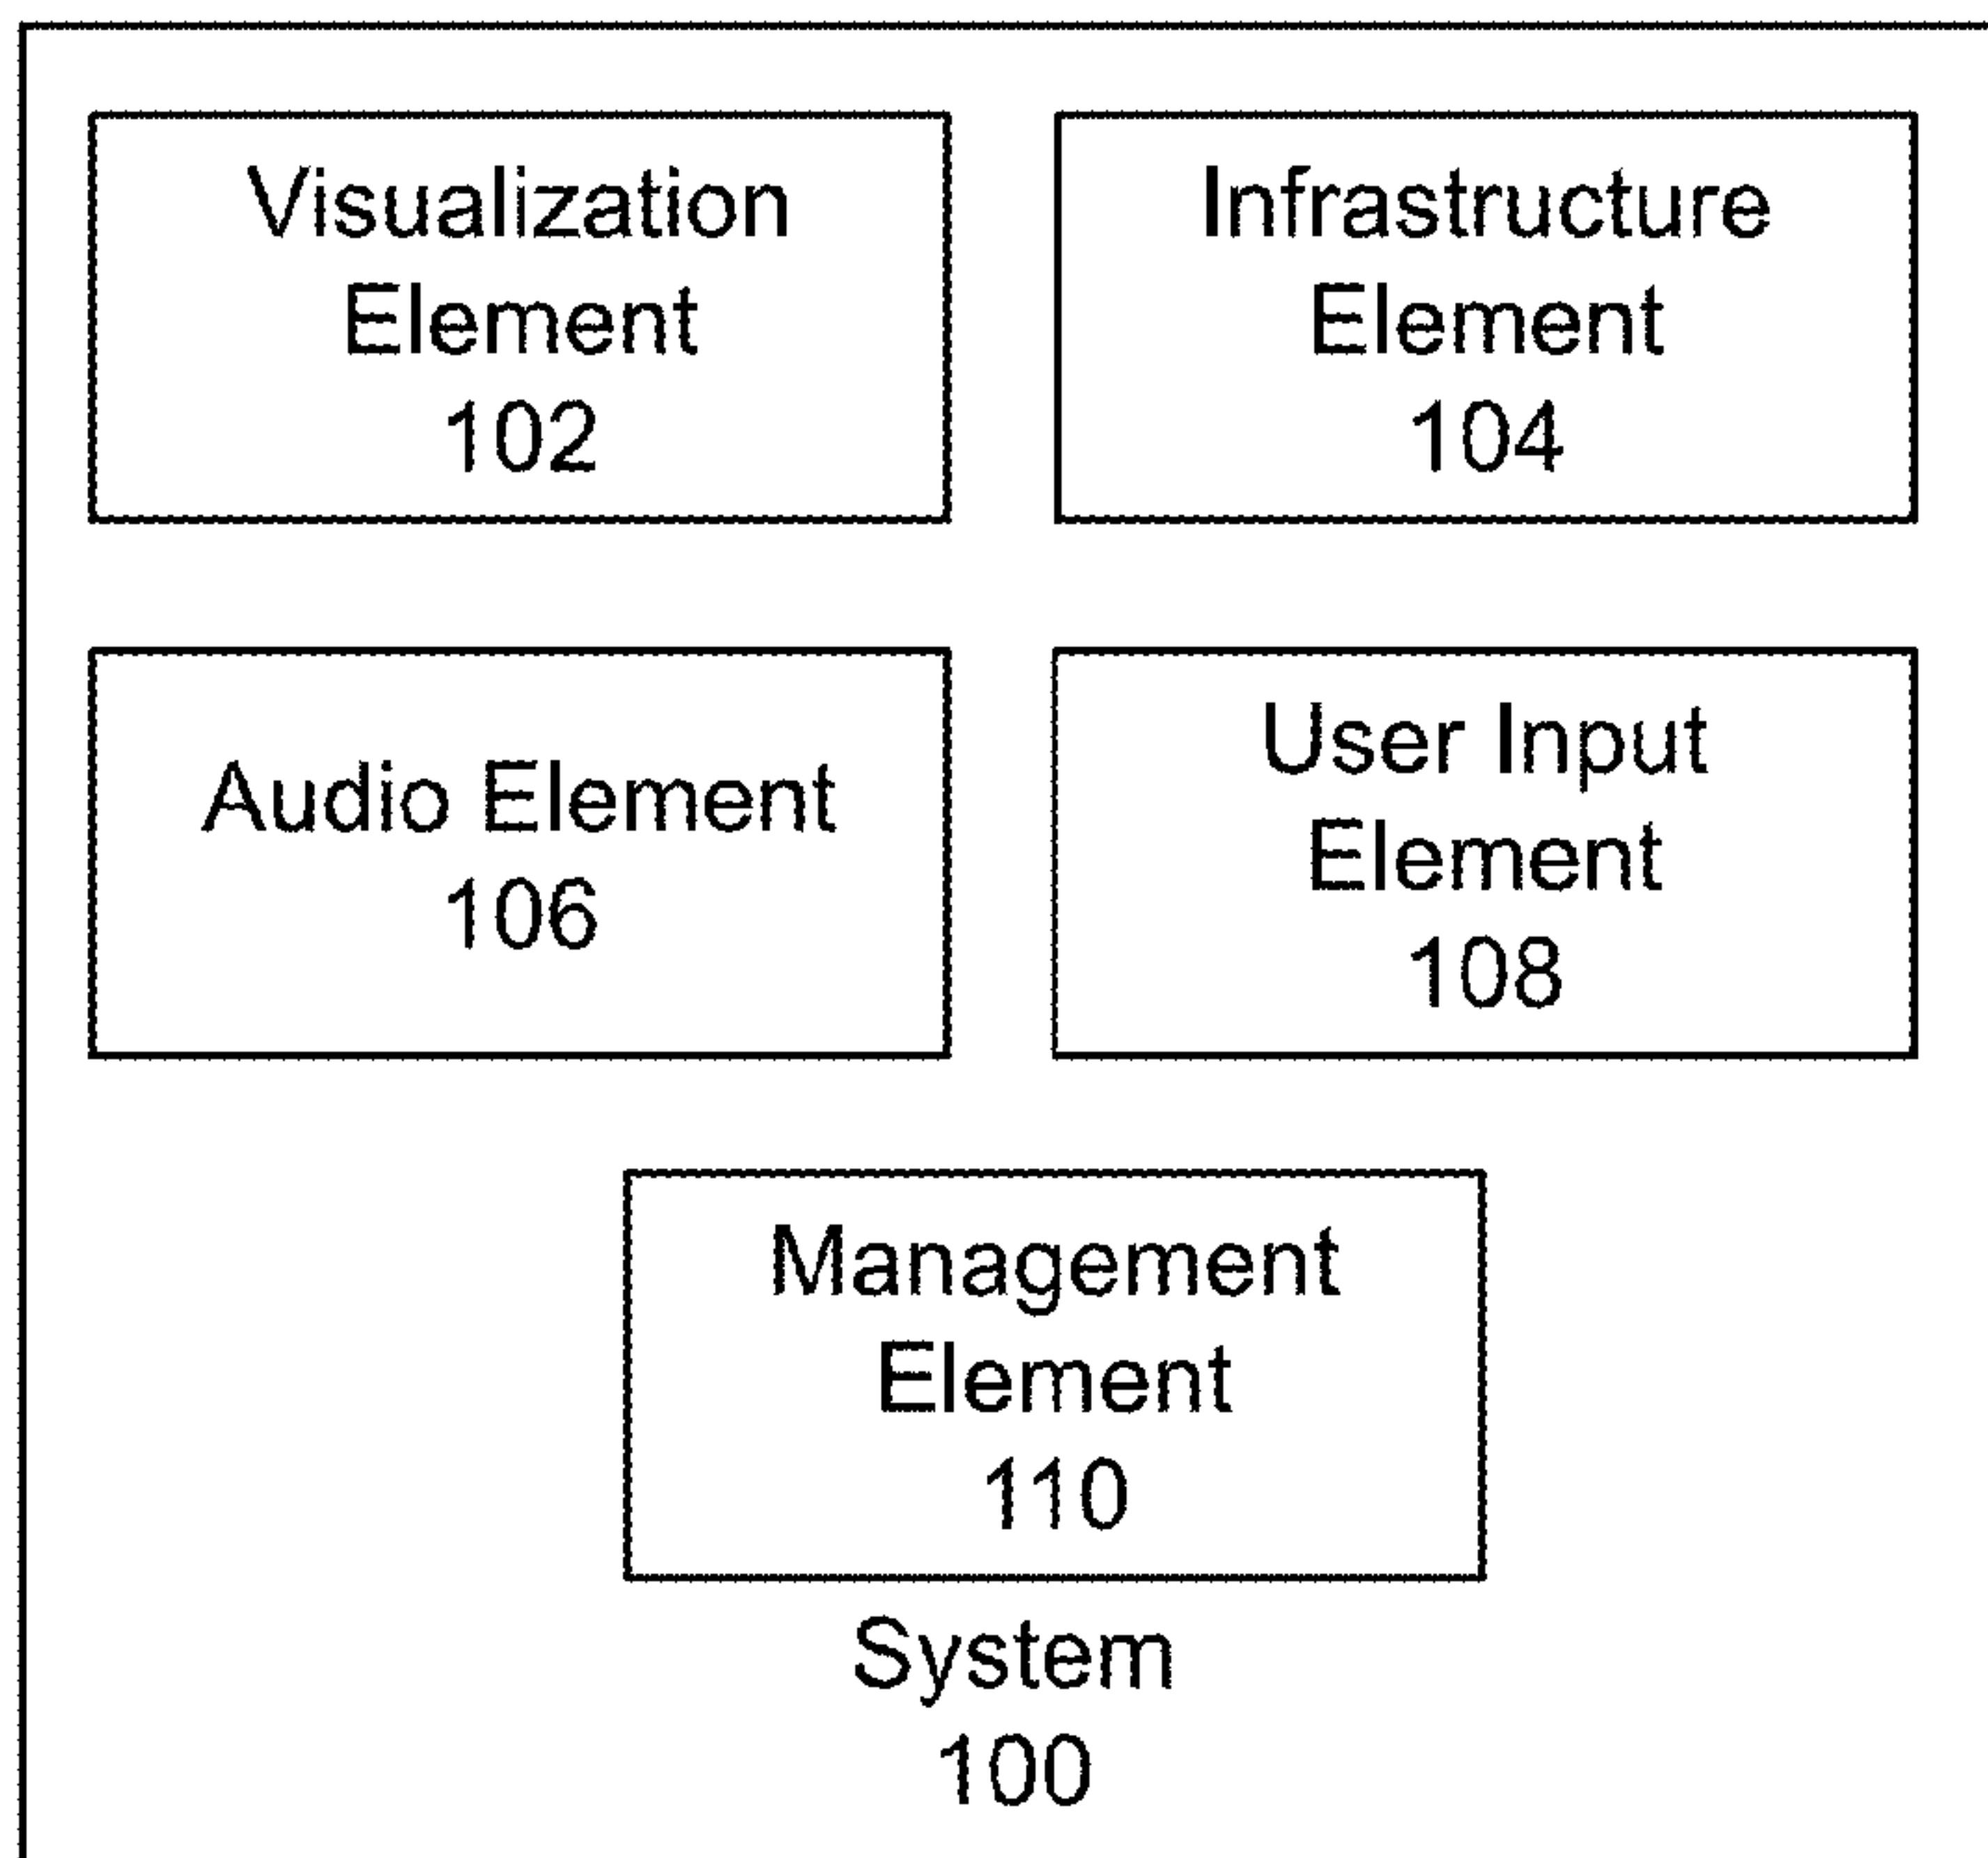 Visualization
Element
102
Infrastructure
Element
104
Audio Element
106
User Input
Element
108
Management
Element
110
System
100